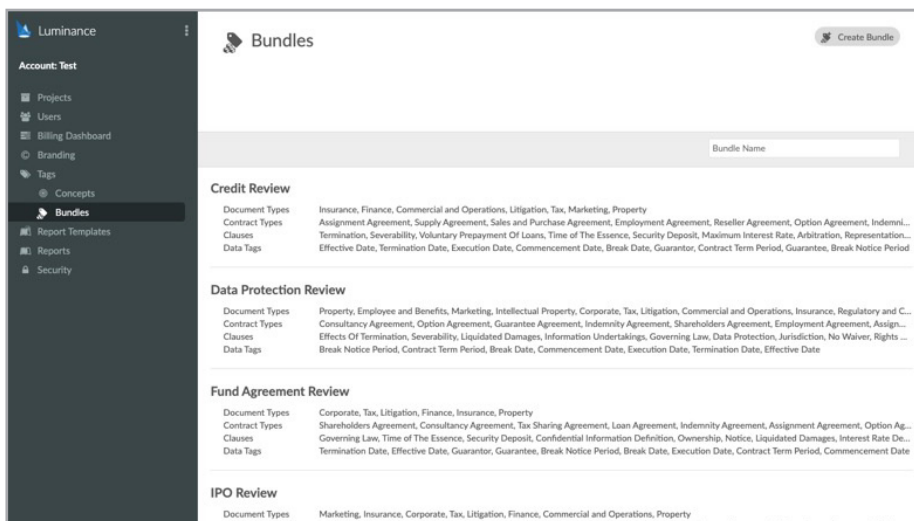 Luminance
Account: Test
Projects
Users
Billing Dashboard
Branding
Tags
Concepts
Bundles
Report Templates
Reports
Security
Bundles
Create Bundle
Bundle Name
Credit Review
Document Types Insurance, Finance, Commercial and Operations, Litigation, Tax, Marketing, Property
Contract Types Assignment Agreement, Supply Agreement, Sales and Purchase Agreement, Employment Agreement, Reseller Agreement, Option Agreement, Indemni...
Clauses Termination, Severability, Voluntary Prepayment Of Loans, Time of The Essence, Security Deposit, Maximum Interest Rate, Arbitration, Representation...
Data Tags Effective Date, Termination Date, Execution Date, Commencement Date, Break Date, Guarantor, Contract Term Period, Guarantee, Break Notice Period
Data Protection Review
Document Types Property, Employee and Benefits, Marketing, Intellectual Property, Corporate, Tax, Litigation, Commercial and Operations, Insurance, Regulatory and C...
Contract Types Consultancy Agreement, Option Agreement, Guarantee Agreement, Indemnity Agreement, Shareholders Agreement, Employment Agreement, Assign...
Clauses Effects Of Termination, Severability, Liquidated Damages, Information Undertakings, Governing Law, Data Protection, Jurisdiction, No Waiver, Rights ...
Data Tags Break Notice Period, Contract Term Period, Break Date, Commencement Date, Execution Date, Termination Date, Effective Date
Fund Agreement Review
Document Types Corporate, Tax, Litigation, Finance, Insurance, Property
Contract Types Shareholders Agreement, Consultancy Agreement, Tax Sharing Agreement, Loan Agreement, Indemnity Agreement, Assignment Agreement, Option Ag...
Clauses Governing Law, Time of The Essence, Security Deposit, Confidential Information Definition, Ownership, Notice, Liquidated Damages, Interest Rate De...
Data Tags Termination Date, Effective Date, Guarantor, Guarantee, Break Notice Period, Break Date, Execution Date, Contract Term Period, Commencement Date
IPO Review
Document Types Marketing, Insurance, Corporate, Tax, Litigation, Finance, Commercial and Operations, Property